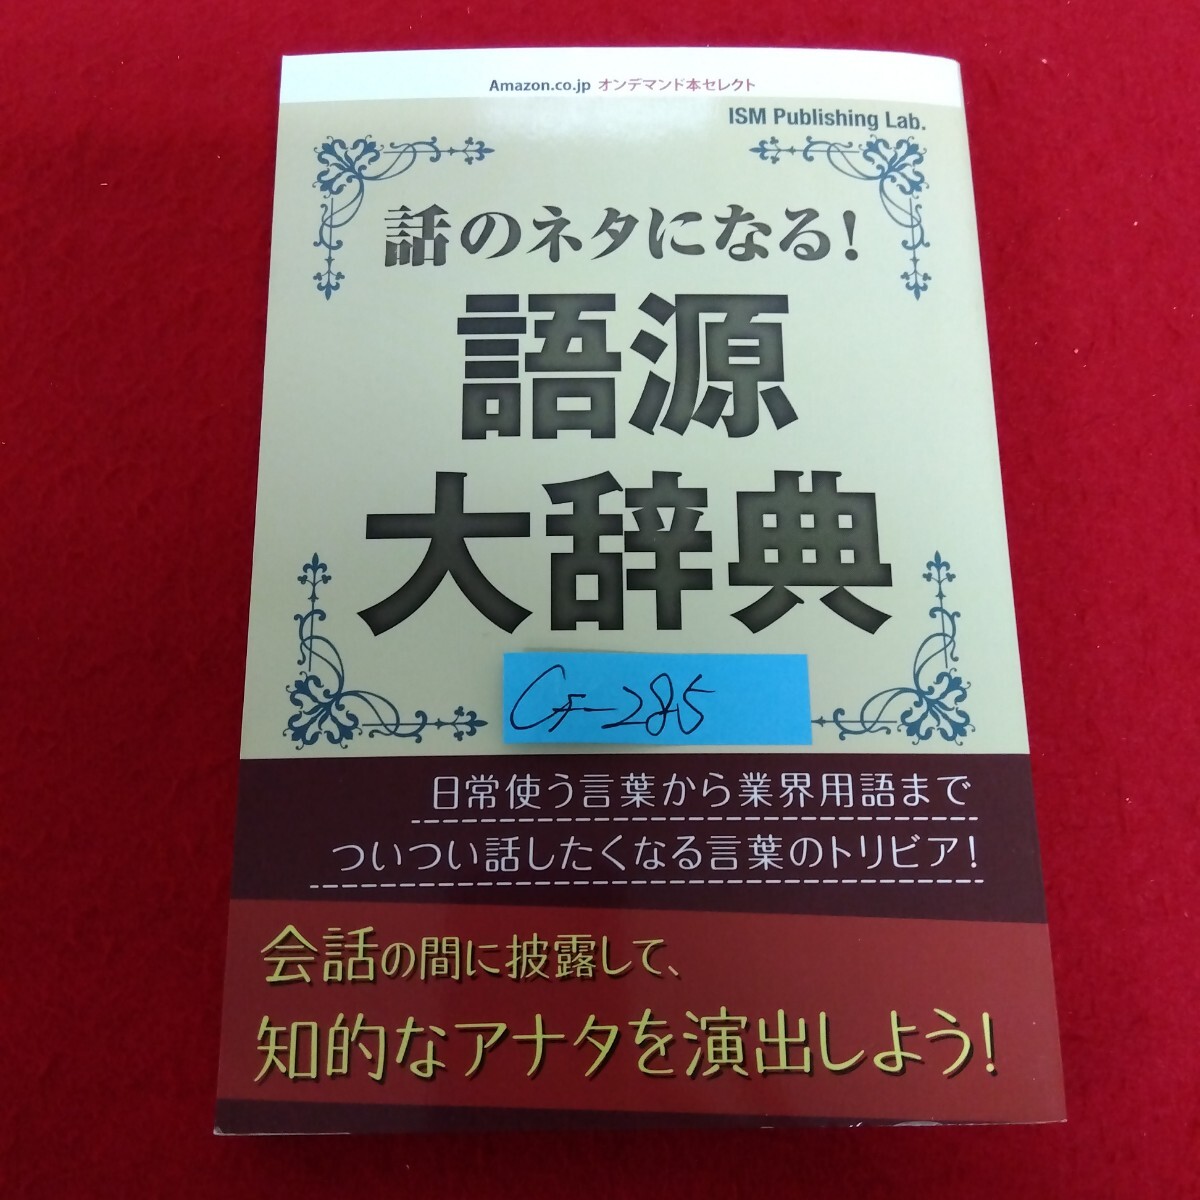 Amazon.co.jp オンデマンド本セレクト
ISM Publishing Lab.
話のネタになる！
語源
大辞典
日常使う言葉から業界用語まで
ついつい話したくなる言葉のトリビア！
会話の間に披露して、
知的なアナタを演出しよう！